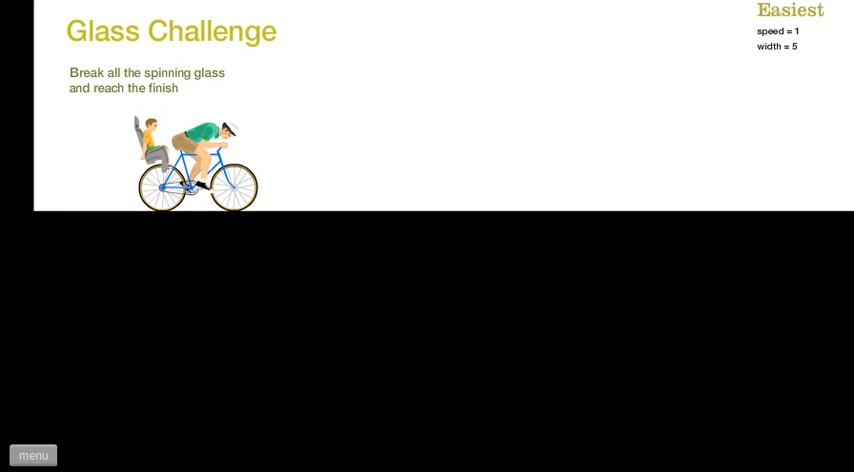 Glass Challenge
Easiest
speed = 1
width = 5
Break all the spinning glass
and reach the finish
menu